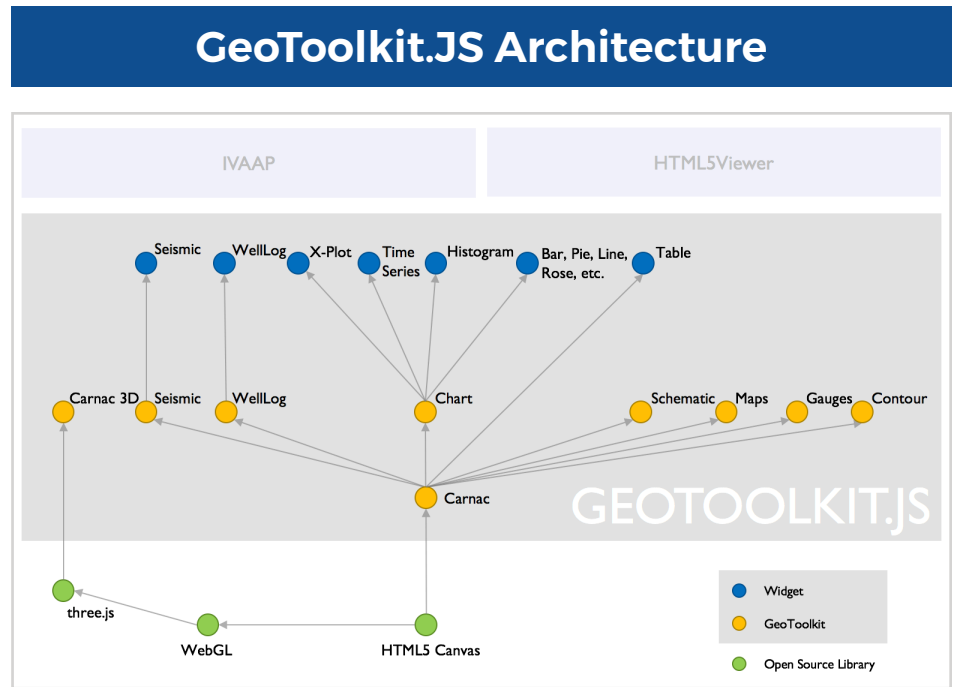 GeoToolkit.JS Architecture
IVAAP
HTML5Viewer
Seismic
WellLog
X-Plot
Time
Series
Histogram
Bar, Pie, Line,
Rose, etc.
Table
Carnac 3D
Seismic
WellLog
Chart
Schematic
Maps
Gauges
Contour
Carnac
GEOTOOLKIT.JS
three.js
WebGL
HTML5 Canvas
Widget
GeoToolkit
Open Source Library